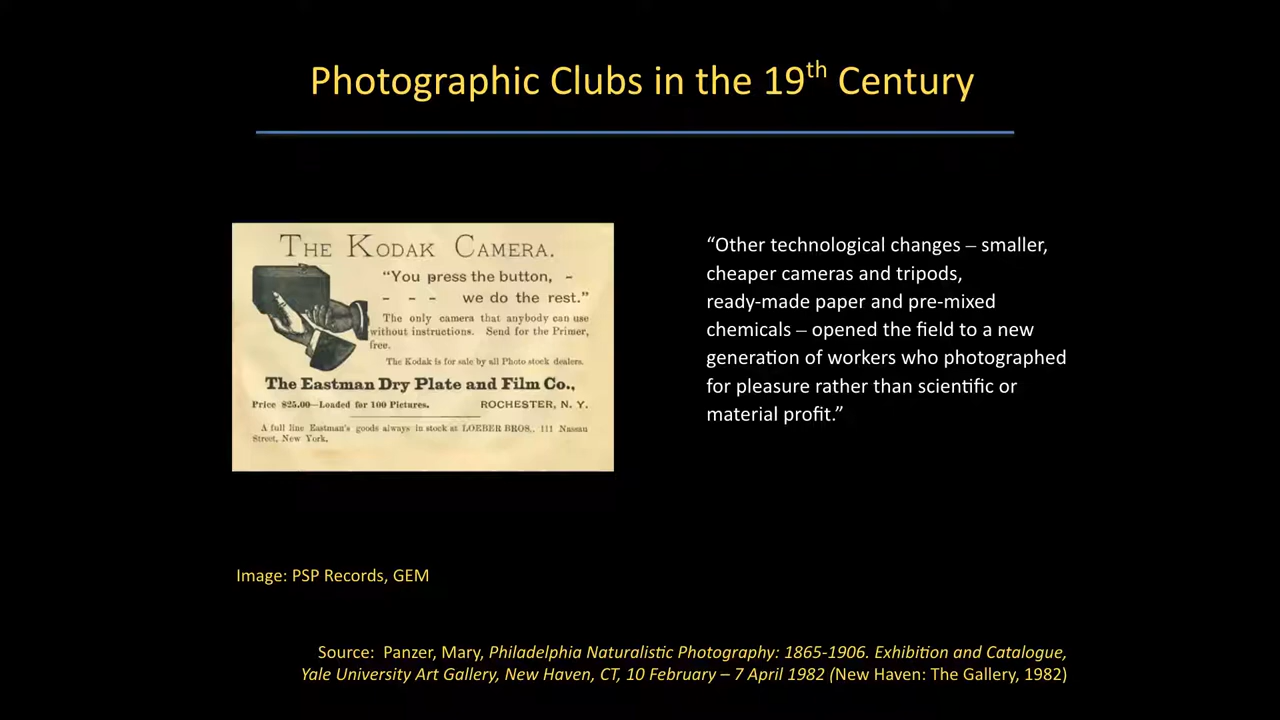 Photographic Clubs in the 19th Century
THE KODAK CAMERA.
“You press the button, -
- - - we do the rest.”
The only camera that anybody can use
without instructions. Send for the Primer,
free.
The Kodak is for sale by all Photo stock dealers.
The Eastman Dry Plate and Film Co.,
Price $25.00—Loaded for 100 Pictures. ROCHESTER, N. Y.
A full line Eastman's goods always in stock at LOEBER BROS., 111 Nassau
Street, New York.
“Other technological changes – smaller,
cheaper cameras and tripods,
ready-made paper and pre-mixed
chemicals – opened the field to a new
generation of workers who photographed
for pleasure rather than scientific or
material profit.”
Image: PSP Records, GEM
Source: Panzer, Mary, Philadelphia Naturalistic Photography: 1865-1906. Exhibition and Catalogue,
Yale University Art Gallery, New Haven, CT, 10 February – 7 April 1982 (New Haven: The Gallery, 1982)